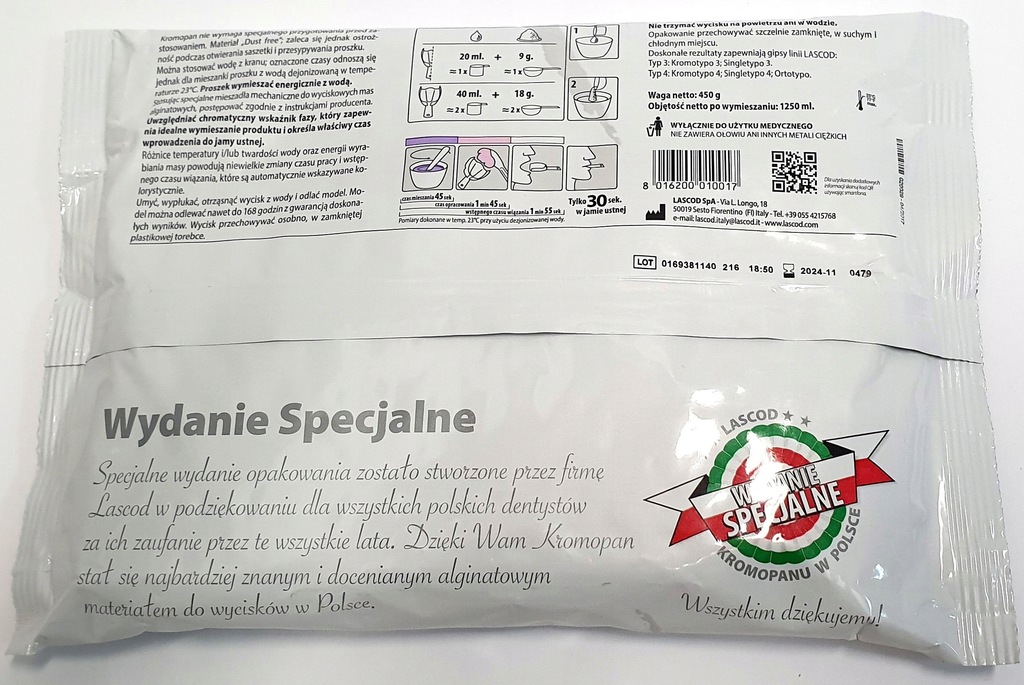 Kromopan nie wymaga specjalnego przygotowania przed za-
stosowaniem. Materiał „Dust free”; zaleca się jednak ostroż-
ność podczas otwierania saszetki i przesypywania proszku.
Można stosować wodę z kranu; oznaczone czasy odnoszą się
jednak dla mieszanki proszku z wodą dejonizowaną w tempe-
raturze 23°C. Proszek wymieszać energicznie z wodą.
Stosując specjalne mieszadła mechaniczne do wyciskowych mas
alginatowych, postępować zgodnie z instrukcjami producenta.
Uwzględniać chromatyczny wskaźnik fazy, który zapew-
nia idealne wymieszanie produktu i określa właściwy czas
wprowadzenia do jamy ustnej.
Różnice temperatury i/lub twardości wody oraz energii wyra-
biania masy powodują niewielkie zmiany czasu pracy i wstęp-
nego czasu wiązania, które są automatycznie wskazywane ko-
lorystycznie.
Umyć, wypłukać, otrząsnąć wycisk z wody i odlać model. Mo-
del można odlewać nawet do 168 godzin z gwarancją doskona-
łych wyników. Wycisk przechowywać osobno, w zamkniętej
plastikowej torebce.
20 ml. + 9 g.
≈ 1 x ≈ 1 x
40 ml. + 18 g.
≈ 2 x ≈ 2 x
1
2
czas mieszania 45 sek
czas opracowania 1 min 45 sek
wstępnego czasu wiązania 1 min 55 sek
Tylko 30 sek.
w jamie ustnej
Pomiary dokonane w temp. 23°C przy użyciu dejonizowanej wody.
Nie trzymać wycisku na powietrzu ani w wodzie.
Opakowanie przechowywać szczelnie zamknięte, w suchym i
chłodnym miejscu.
Doskonałe rezultaty zapewniają gipsy linii LASCOD:
Typ 3: Kromotypo 3; Singletypo 3.
Typ 4: Kromotypo 4; Singletypo 4; Ortotypo.
Waga netto: 450 g
Objętość netto po wymieszaniu: 1250 ml.
WYŁĄCZNIE DO UŻYTKU MEDYCZNEGO
NIE ZAWIERA OŁOWIU ANI INNYCH METALI CIĘŻKICH
8 016200 010017
Dla uzyskania dodatkowych
informacji skanuj kod QR
używając smartfona.
LASCOD SpA - Via L. Longo, 18
50019 Sesto Fiorentino (FI) Italy - Tel. +39 055 4215768
e-mail: lascod.italy@lascod.it - www.lascod.com
LOT 0169381140 216 18:50 2024-11 0479
Wydanie Specjalne
Specjalne wydanie opakowania zostało stworzone przez firmę
Lascod w podziękowaniu dla wszystkich polskich dentystów
za ich zaufanie przez te wszystkie lata. Dzięki Wam Kromopan
stał się najbardziej znanym i docenianym alginatowym
materiałem do wycisków w Polsce.
LASCOD
WYDANIE
SPECJALNE
KROMOPANU W POLSCE
Wszystkim dziękujemy!